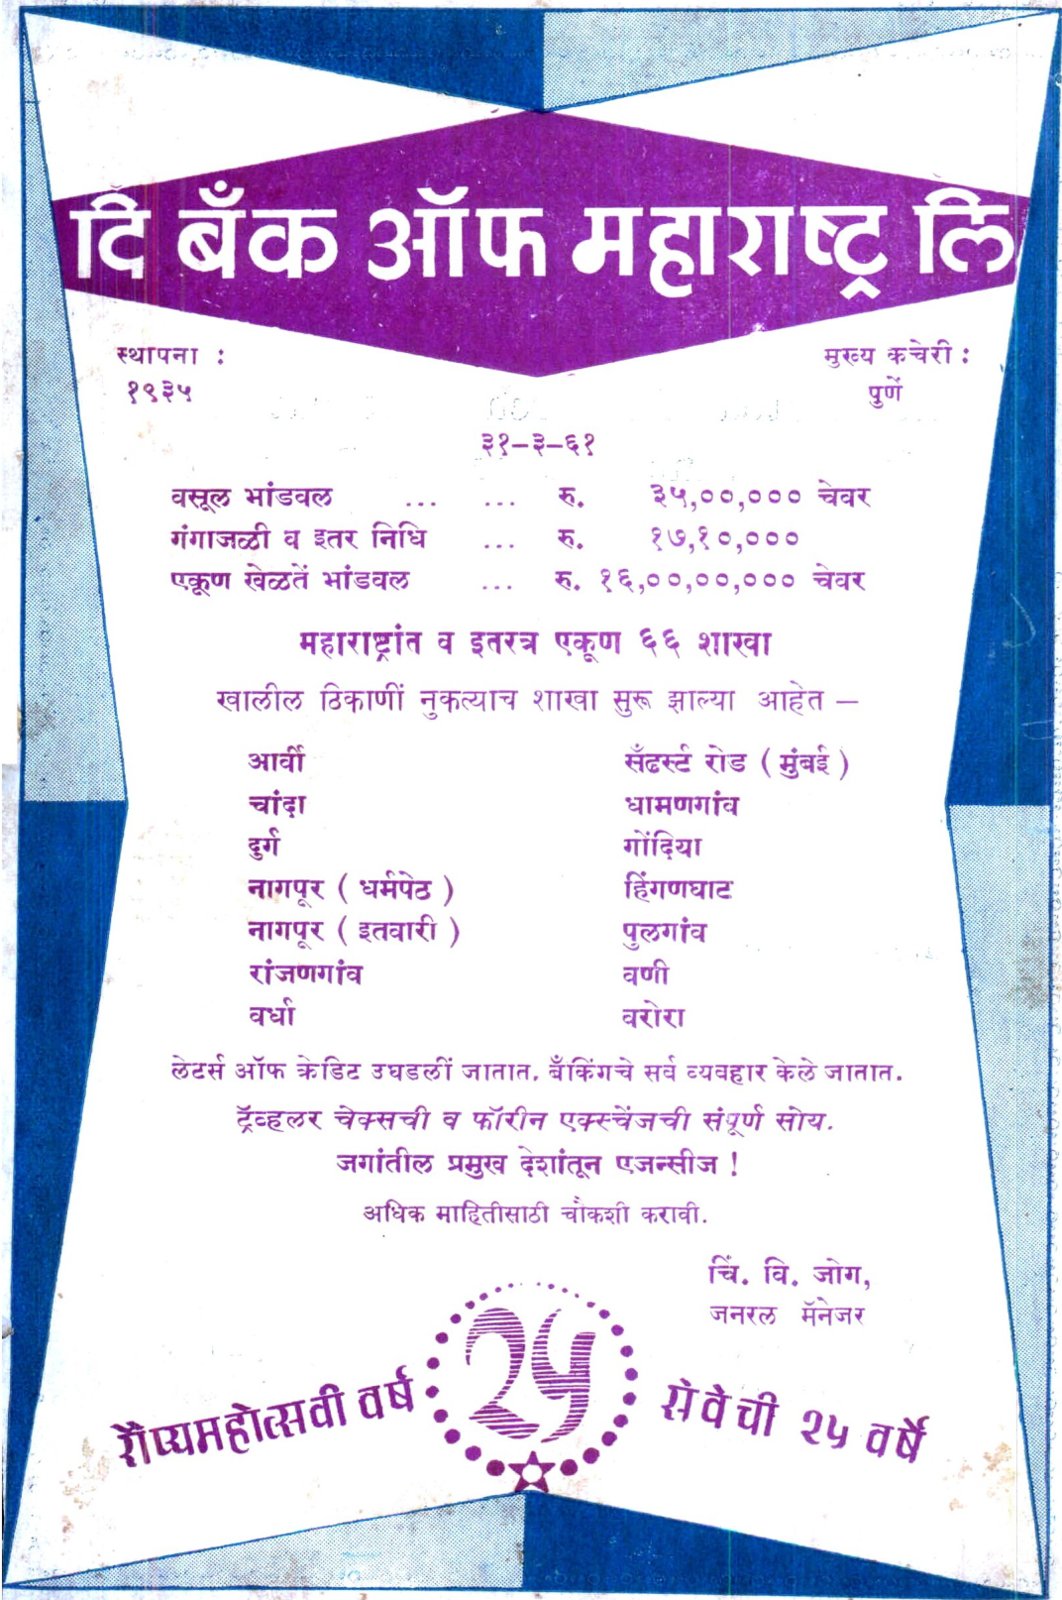 दि बँक ऑफ महाराष्ट्र लि
स्थापना : मुख्य कचेरी :
१९३५ पुणें
३१-३-६१
वसूल भांडवल ... ... रु. ३५,००,००० चेवर
गंगाजळी व इतर निधि ... रु. १७,१०,०००
एकूण खेळतें भांडवल ... रु. १६,००,००,००० चेवर
महाराष्ट्रांत व इतरत्र एकूण ६६ शाखा
खालील ठिकाणीं नुकत्याच शाखा सुरू झाल्या आहेत –
आर्वी सँढर्स्ट रोड ( मुंबई )
चांदा धामणगांव
दुर्ग गोंदिया
नागपूर ( धर्मपेठ ) हिंगणघाट
नागपूर ( इतवारी ) पुलगांव
रांजणगांव वणी
वर्धा वरोरा
लेटर्स ऑफ क्रेडिट उघडलीं जातात. बँकिंगचे सर्व व्यवहार केले जातात.
ट्रॅव्हलर चेक्सची व फॉरीन एक्स्चेंजची संपूर्ण सोय.
जगांतील प्रमुख देशांतून एजन्सीज !
अधिक माहितीसाठी चौकशी करावी.
चिं. वि. जोग,
जनरल मॅनेजर
२५
रौप्यमहोत्सवी वर्ष सेवेची २५ वर्षे